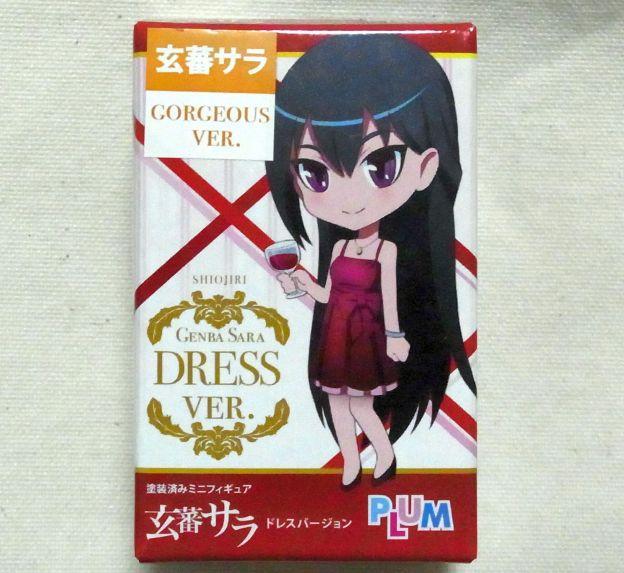 玄蕃サラ
GORGEOUS
VER.
SHIOJIRI
GENBA SARA
DRESS
VER.
塗装済みミニフィギュア
玄蕃サラ ドレスバージョン
PLUM